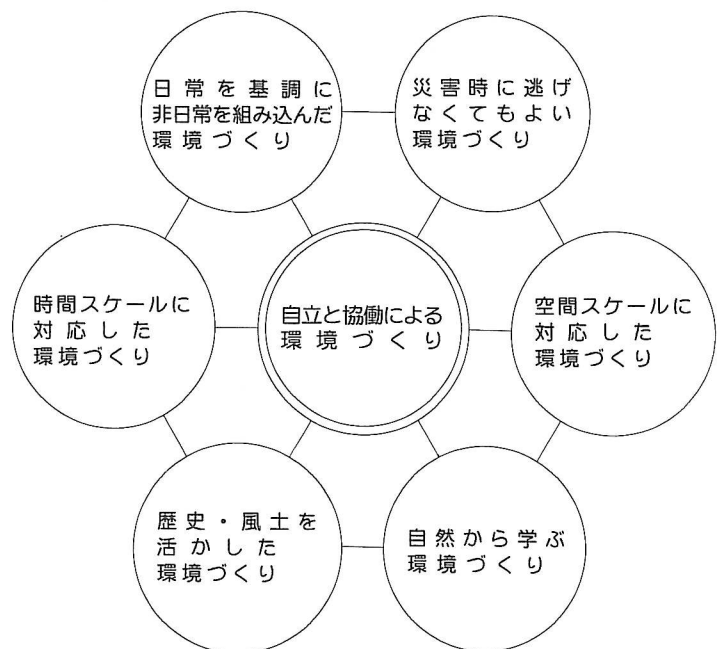 日常を基調に
非日常を組み込んだ
環境づくり
災害時に逃げ
なくてもよい
環境づくり
時間スケールに
対応した
環境づくり
自立と協働による
環境づくり
空間スケールに
対応した
環境づくり
歴史・風土を
活かした
環境づくり
自然から学ぶ
環境づくり